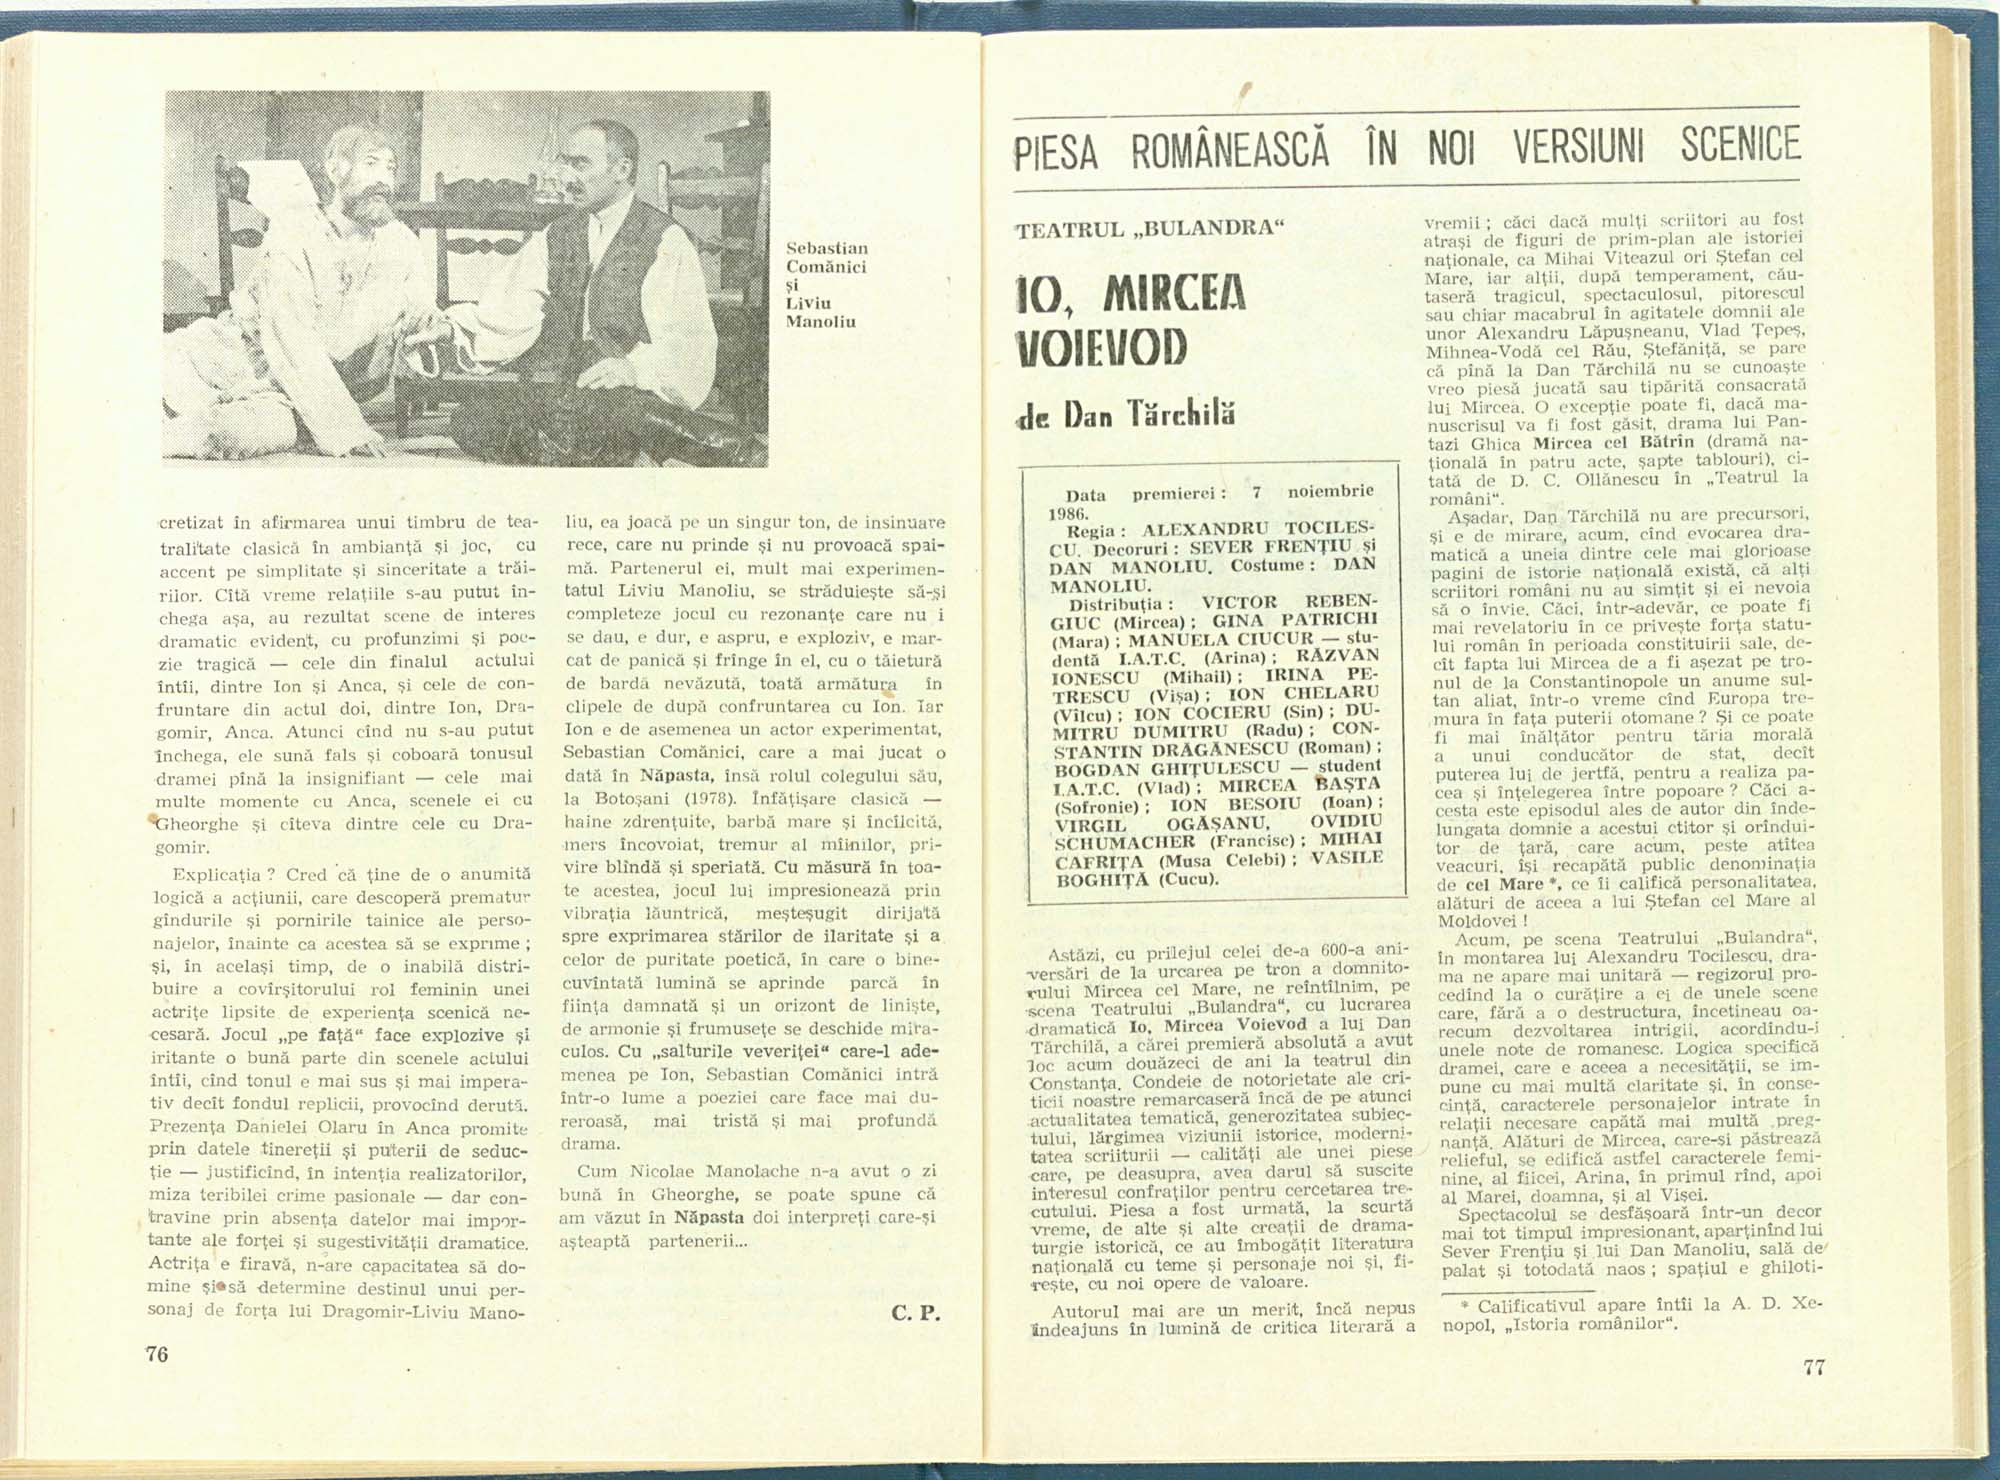 Sebastian
Comănici
și
Liviu
Manoliu
cretizat în afirmarea unui timbru de tea-
tralitate clasică în ambianță și joc, cu
accent pe simplitate și sinceritate a trăi-
rilor. Cîtă vreme relațiile s-au putut în-
chega așa, au rezultat scene de interes
dramatic evident, cu profunzimi și poe-
zie tragică — cele din finalul actului
întîi, dintre Ion și Anca, și cele de con-
fruntare din actul doi, dintre Ion, Dra-
gomir, Anca. Atunci cînd nu s-au putut
închega, ele sună fals și coboară tonusul
dramei pînă la insignifiant — cele mai
multe momente cu Anca, scenele ei cu
Gheorghe și cîteva dintre cele cu Dra-
gomir.
Explicația ? Cred că ține de o anumită
logică a acțiunii, care descoperă prematur
gîndurile și pornirile tainice ale perso-
najelor, înainte ca acestea să se exprime ;
și, în același timp, de o inabilă distri-
buire a covîrșitorului rol feminin unei
actrițe lipsite de experiența scenică ne-
cesară. Jocul „pe față“ face explozive și
iritante o bună parte din scenele actului
întîi, cînd tonul e mai sus și mai impera-
tiv decît fondul replicii, provocînd derută.
Prezența Danielei Olaru în Anca promite
prin datele tinereții și puterii de seduc-
ție — justificînd, în intenția realizatorilor,
miza teribilei crime pasionale — dar con-
travine prin absența datelor mai impor-
tante ale forței și sugestivității dramatice.
Actrița e firavă, n-are capacitatea să do-
mine și să determine destinul unui per-
sonaj de forța lui Dragomir-Liviu Mano-
liu, ea joacă pe un singur ton, de insinuare
rece, care nu prinde și nu provoacă spai-
mă. Partenerul ei, mult mai experimen-
tatul Liviu Manoliu, se străduiește să-și
completeze jocul cu rezonanțe care nu i
se dau, e dur, e aspru, e exploziv, e mar-
cat de panică și frînge în el, cu o tăietură
de bardă nevăzută, toată armătura în
clipele de după confruntarea cu Ion. Iar
Ion e de asemenea un actor experimentat,
Sebastian Comănici, care a mai jucat o
dată în Năpasta, însă rolul colegului său,
la Botoșani (1978). Înfățișare clasică —
haine zdrențuite, barbă mare și încîlcită,
mers încovoiat, tremur al mîinilor, pri-
vire blîndă și speriată. Cu măsură în toa-
te acestea, jocul lui impresionează prin
vibrația lăuntrică, meșteșugit dirijată
spre exprimarea stărilor de ilaritate și a
celor de puritate poetică, în care o bine-
cuvîntată lumină se aprinde parcă în
ființa damnată și un orizont de liniște,
de armonie și frumusețe se deschide mira-
culos. Cu „salturile veveriței“ care-l ade-
menea pe Ion, Sebastian Comănici intră
într-o lume a poeziei care face mai du-
reroasă, mai tristă și mai profundă
drama.
Cum Nicolae Manolache n-a avut o zi
bună în Gheorghe, se poate spune că
am văzut în Năpasta doi interpreți care-și
așteaptă partenerii...
C. P.
76
PIESA ROMÂNEASCĂ ÎN NOI VERSIUNI SCENICE
TEATRUL „BULANDRA“
IO, MIRCEA
VOIEVOD
de Dan Tărchilă
Data premierei : 7 noiembrie
1986.
Regia : ALEXANDRU TOCILES-
CU. Decoruri : SEVER FRENȚIU și
DAN MANOLIU. Costume : DAN
MANOLIU.
Distribuția : VICTOR REBEN-
GIUC (Mircea) ; GINA PATRICHI
(Mara) ; MANUELA CIUCUR — stu-
dentă I.A.T.C. (Arina) ; RĂZVAN
IONESCU (Mihail) ; IRINA PE-
TRESCU (Vișa) ; ION CHELARU
(Vîlcu) ; ION COCIERU (Sin) ; DU-
MITRU DUMITRU (Radu) ; CON-
STANTIN DRĂGĂNESCU (Roman) ;
BOGDAN GHIȚULESCU — student
I.A.T.C. (Vlad) ; MIRCEA BAȘTA
(Sofronie) ; ION BESOIU (Ioan) ;
VIRGIL OGĂȘANU, OVIDIU
SCHUMACHER (Francisc) ; MIHAI
CAFRIȚA (Musa Celebi) ; VASILE
BOGHIȚĂ (Cucu).
Astăzi, cu prilejul celei de-a 600-a ani-
versări de la urcarea pe tron a domnito-
rului Mircea cel Mare, ne reîntîlnim, pe
scena Teatrului „Bulandra“, cu lucrarea
dramatică Io, Mircea Voievod a lui Dan
Tărchilă, a cărei premieră absolută a avut
loc acum douăzeci de ani la teatrul din
Constanța. Condeie de notorietate ale cri-
ticii noastre remarcaseră încă de pe atunci
actualitatea tematică, generozitatea subiec-
tului, lărgimea viziunii istorice, moderni-
tatea scriiturii — calități ale unei piese
care, pe deasupra, avea darul să suscite
interesul confraților pentru cercetarea tre-
cutului. Piesa a fost urmată, la scurtă
vreme, de alte și alte creații de drama-
turgie istorică, ce au îmbogățit literatura
națională cu teme și personaje noi și, fi-
rește, cu noi opere de valoare.
Autorul mai are un merit, încă nepus
îndeajuns în lumină de critica literară a
vremii ; căci dacă mulți scriitori au fost
atrași de figuri de prim-plan ale istoriei
naționale, ca Mihai Viteazul ori Ștefan cel
Mare, iar alții, după temperament, cău-
taseră tragicul, spectaculosul, pitorescul
sau chiar macabrul în agitatele domnii ale
unor Alexandru Lăpușneanu, Vlad Țepeș,
Mihnea-Vodă cel Rău, Ștefăniță, se pare
că pînă la Dan Tărchilă nu se cunoaște
vreo piesă jucată sau tipărită consacrată
lui Mircea. O excepție poate fi, dacă ma-
nuscrisul va fi fost găsit, drama lui Pan-
tazi Ghica Mircea cel Bătrîn (dramă na-
țională în patru acte, șapte tablouri), ci-
tată de D. C. Ollănescu în „Teatrul la
români“.
Așadar, Dan Tărchilă nu are precursori,
și e de mirare, acum, cînd evocarea dra-
matică a uneia dintre cele mai glorioase
pagini de istorie națională există, că alți
scriitori români nu au simțit și ei nevoia
să o învie. Căci, într-adevăr, ce poate fi
mai revelatoriu în ce privește forța statu-
lui român în perioada constituirii sale, de-
cît fapta lui Mircea de a fi așezat pe tro-
nul de la Constantinopole un anume sul-
tan aliat, într-o vreme cînd Europa tre-
mura în fața puterii otomane ? Și ce poate
fi mai înălțător pentru tăria morală
a unui conducător de stat, decît
puterea lui de jertfă, pentru a realiza pa-
cea și înțelegerea între popoare ? Căci a-
cesta este episodul ales de autor din înde-
lungata domnie a acestui ctitor și orîndui-
tor de țară, care acum, peste atîtea
veacuri, își recapătă public denominația
de cel Mare *, ce îi califică personalitatea,
alături de aceea a lui Ștefan cel Mare al
Moldovei !
Acum, pe scena Teatrului „Bulandra“,
în montarea lui Alexandru Tocilescu, dra-
ma ne apare mai unitară — regizorul pro-
cedînd la o curățire a ei de unele scene
care, fără a o destructura, încetineau oa-
recum dezvoltarea intrigii, acordîndu-i
unele note de romanesc. Logica specifică
dramei, care e aceea a necesității, se im-
pune cu mai multă claritate și, în conse-
cință, caracterele personajelor intrate în
relații necesare capătă mai multă preg-
nanță. Alături de Mircea, care-și păstrează
relieful, se edifică astfel caracterele femi-
nine, al fiicei, Arina, în primul rînd, apoi
al Marei, doamna, și al Vișei.
Spectacolul se desfășoară într-un decor
mai tot timpul impresionant, aparținînd lui
Sever Frențiu și lui Dan Manoliu, sală de
palat și totodată naos ; spațiul e ghiloti-
* Calificativul apare întîi la A. D. Xe-
nopol, „Istoria românilor“.
77